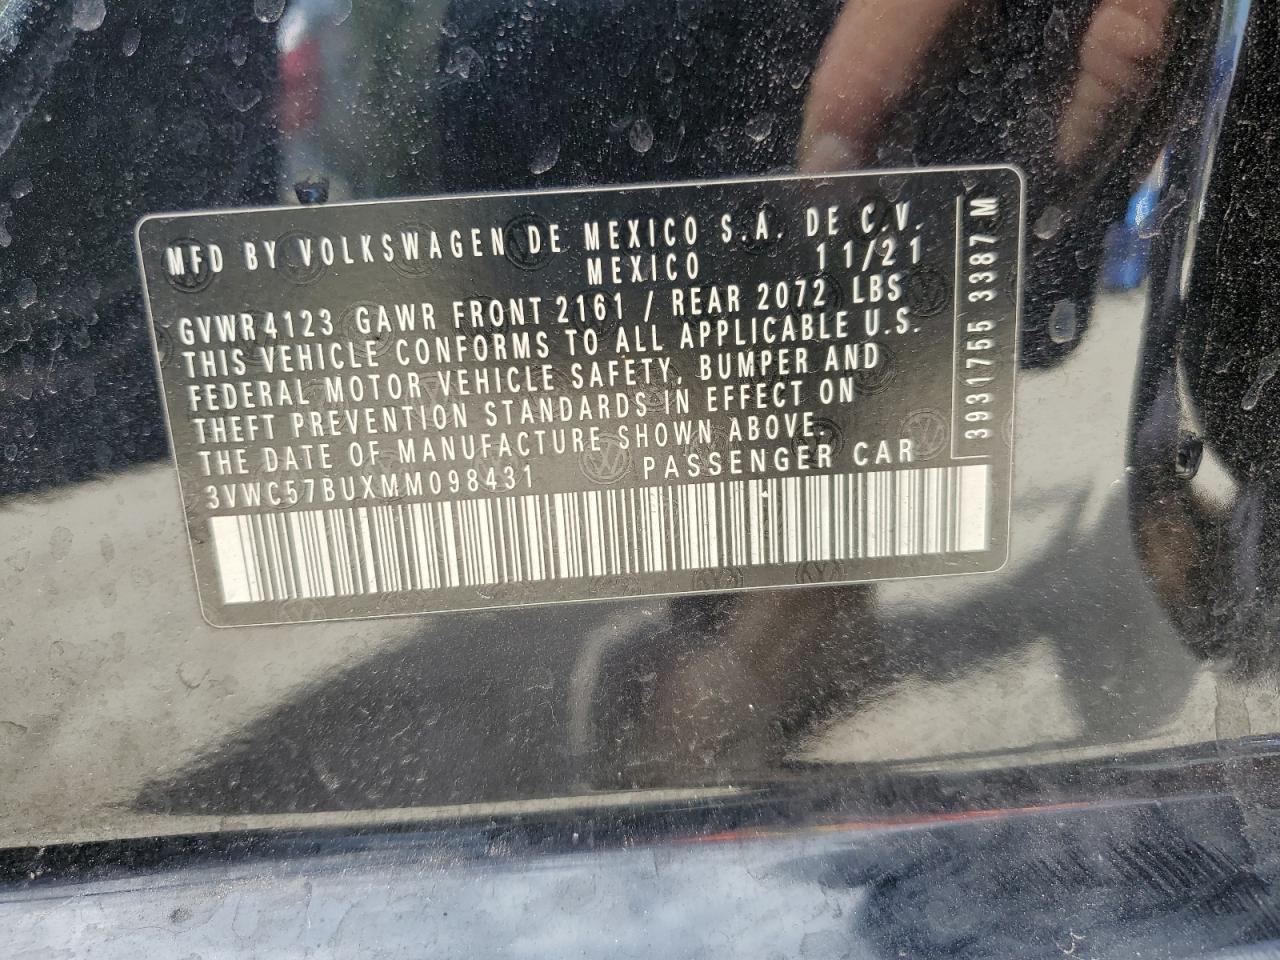 MFD BY VOLKSWAGEN DE MEXICO S.A. DE C.V.
MEXICO 11/21
GVWR 4123 GAWR FRONT 2161 / REAR 2072 LBS
THIS VEHICLE CONFORMS TO ALL APPLICABLE U.S.
FEDERAL MOTOR VEHICLE SAFETY, BUMPER AND
THEFT PREVENTION STANDARDS IN EFFECT ON
THE DATE OF MANUFACTURE SHOWN ABOVE.
3VWC57BUXMM098431 PASSENGER CAR
3931755 3387 M